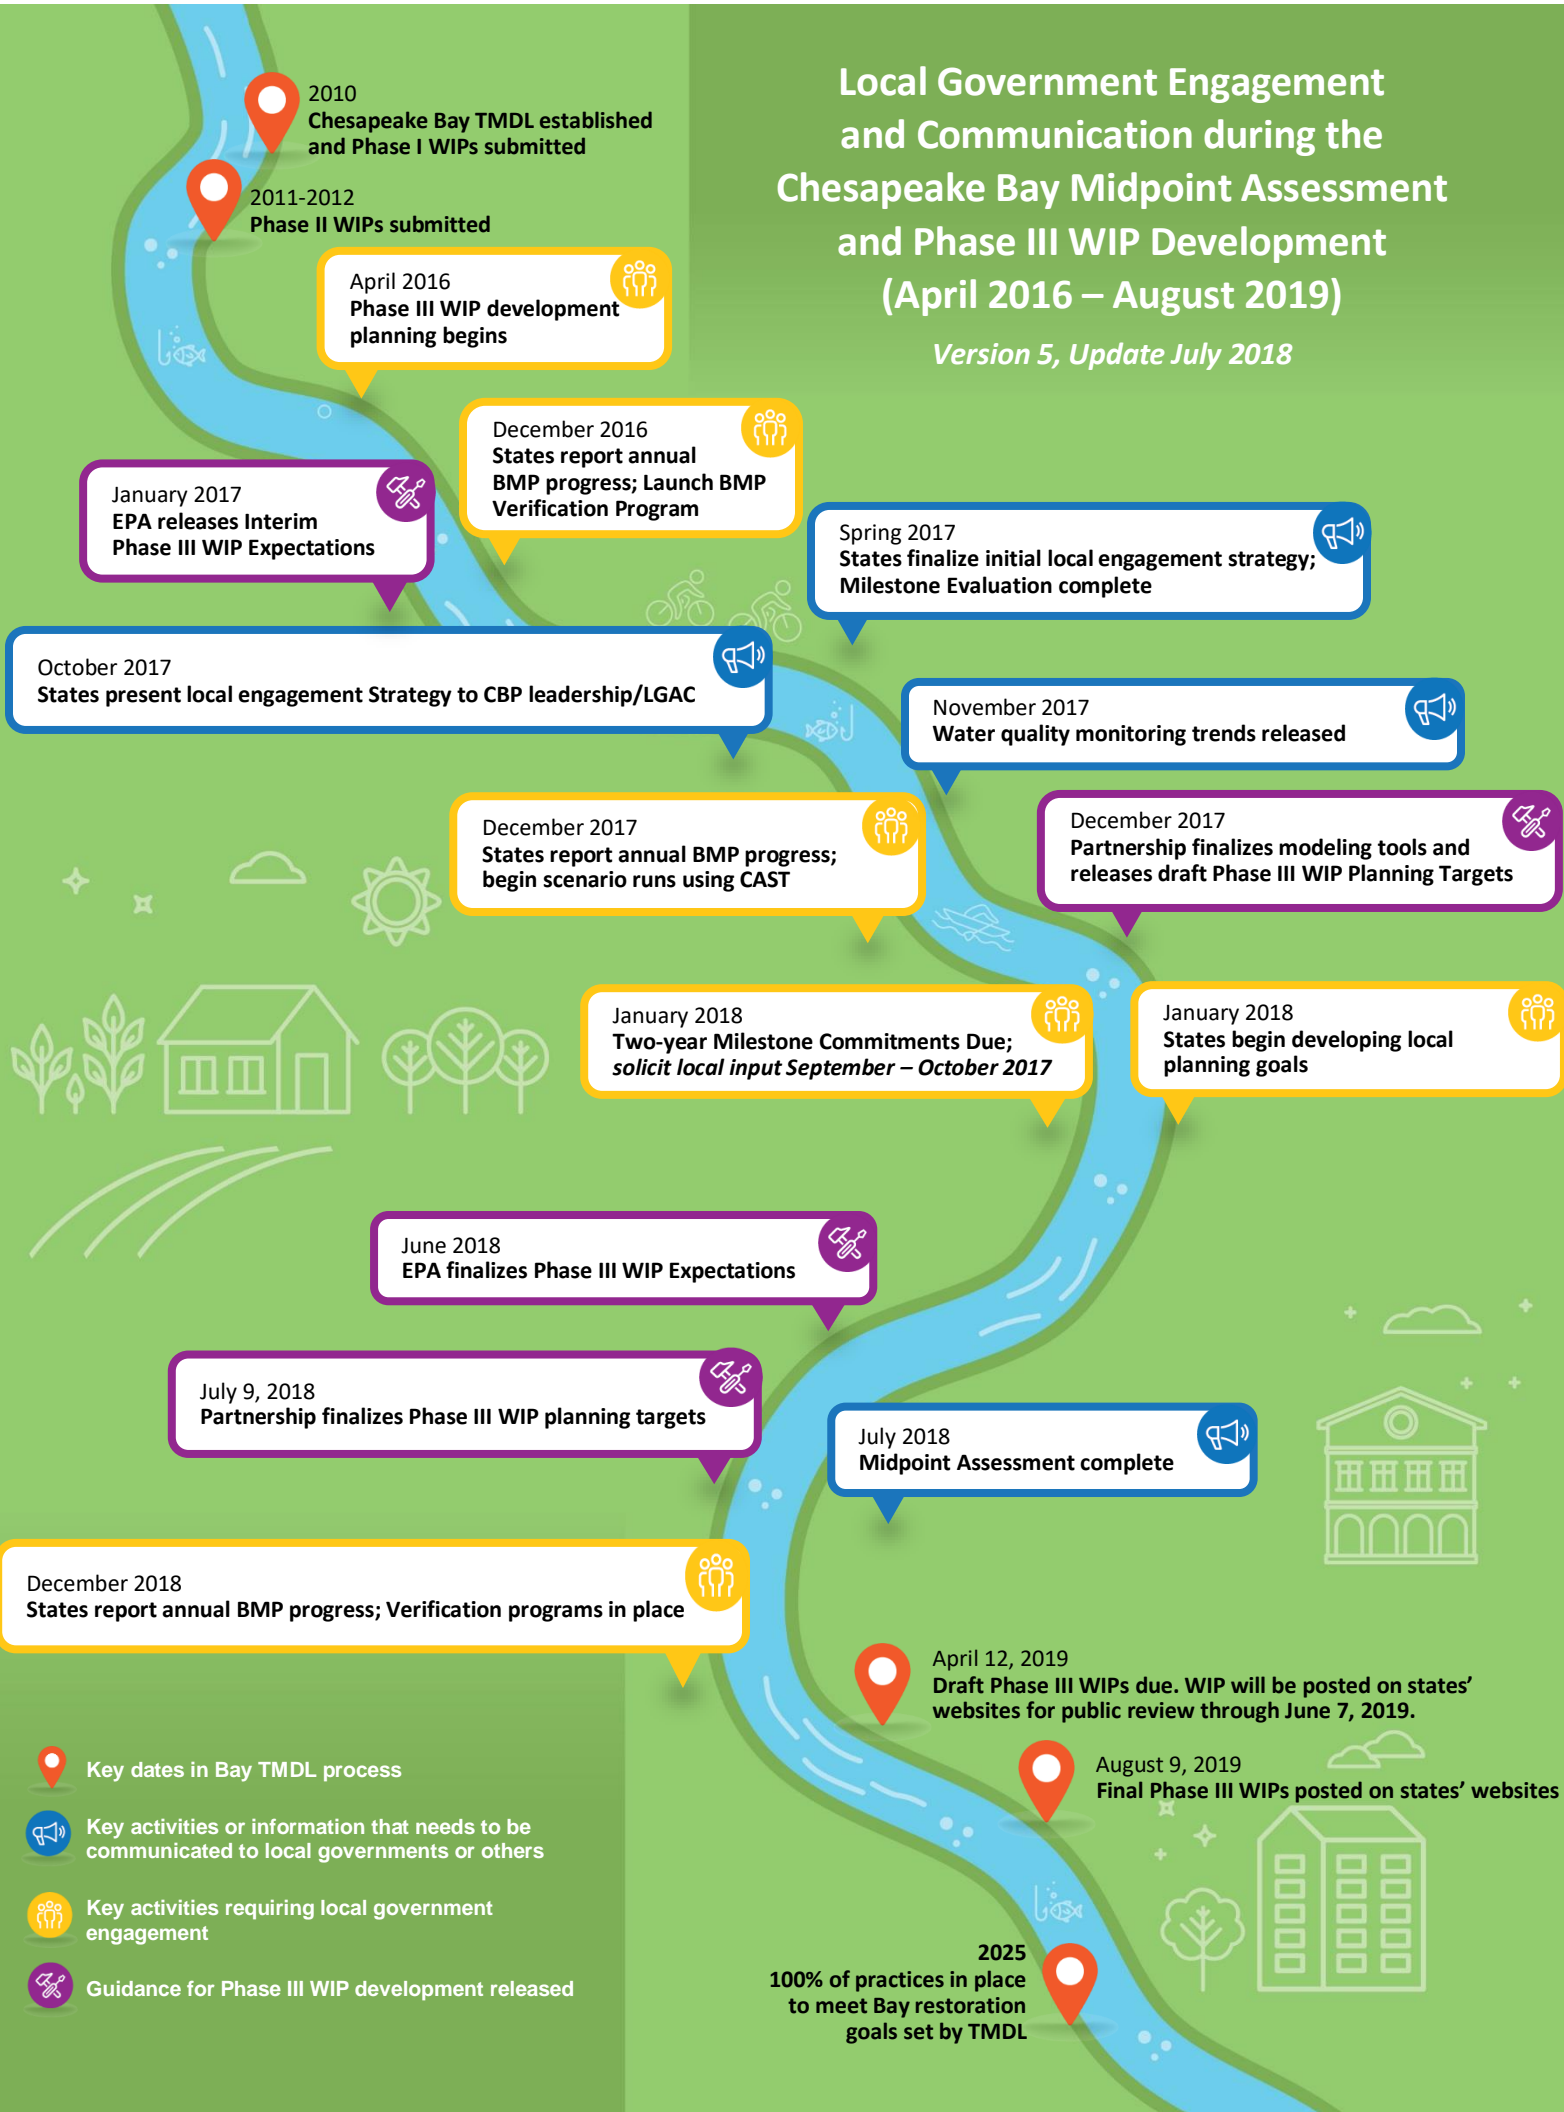 Local Government Engagement
and Communication during the
Chesapeake Bay Midpoint Assessment
and Phase III WIP Development
(April 2016 – August 2019)
Version 5, Update July 2018
2010
Chesapeake Bay TMDL established
and Phase I WIPs submitted
2011-2012
Phase II WIPs submitted
April 2016
Phase III WIP development
planning begins
December 2016
States report annual
BMP progress; Launch BMP
Verification Program
January 2017
EPA releases Interim
Phase III WIP Expectations
Spring 2017
States finalize initial local engagement strategy;
Milestone Evaluation complete
October 2017
States present local engagement Strategy to CBP leadership/LGAC
November 2017
Water quality monitoring trends released
December 2017
States report annual BMP progress;
begin scenario runs using CAST
December 2017
Partnership finalizes modeling tools and
releases draft Phase III WIP Planning Targets
January 2018
Two-year Milestone Commitments Due;
solicit local input September – October 2017
January 2018
States begin developing local
planning goals
June 2018
EPA finalizes Phase III WIP Expectations
July 9, 2018
Partnership finalizes Phase III WIP planning targets
July 2018
Midpoint Assessment complete
December 2018
States report annual BMP progress; Verification programs in place
April 12, 2019
Draft Phase III WIPs due. WIP will be posted on states’
websites for public review through June 7, 2019.
August 9, 2019
Final Phase III WIPs posted on states’ websites
2025
100% of practices in place
to meet Bay restoration
goals set by TMDL
Key dates in Bay TMDL process
Key activities or information that needs to be
communicated to local governments or others
Key activities requiring local government
engagement
Guidance for Phase III WIP development released